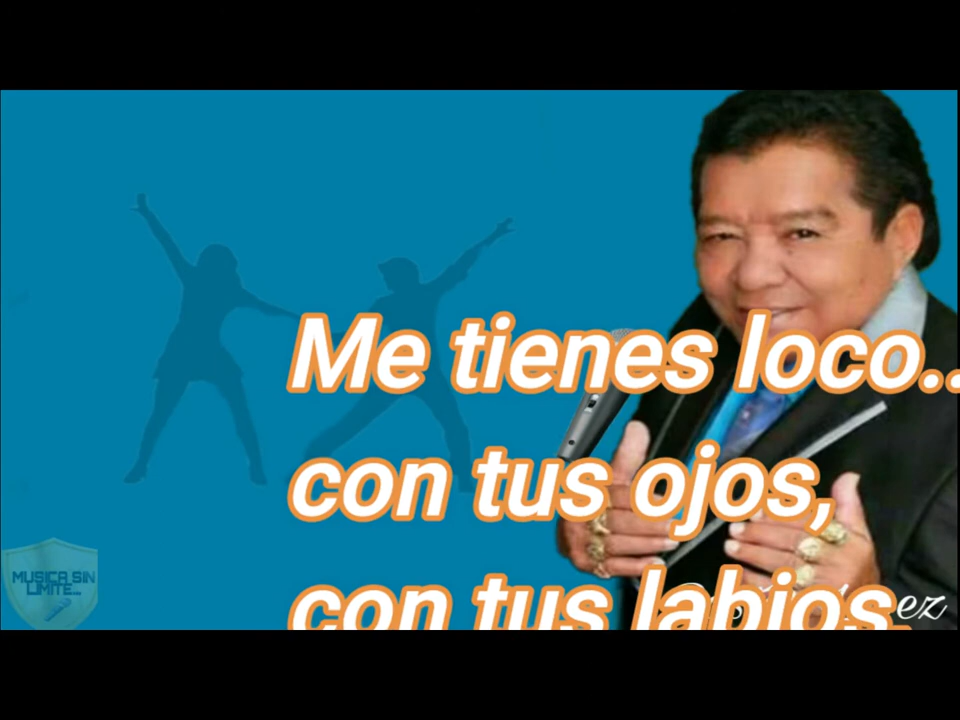 Me tienes loco..
con tus ojos,
con tus labios,
MUSICA SIN
LIMITE...